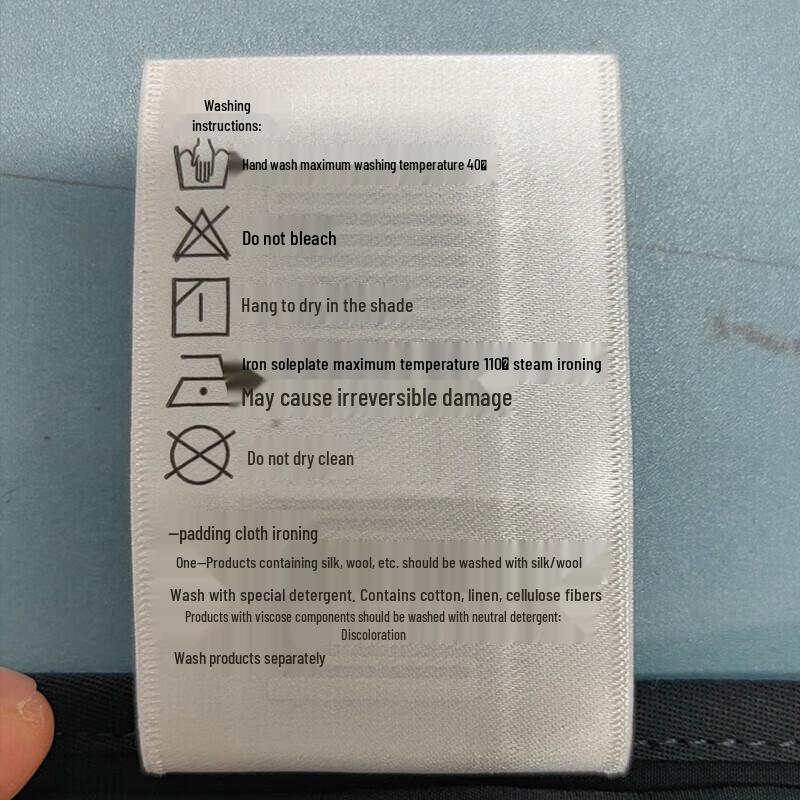 Washing
instructions:
Hand wash maximum washing temperature 40�
Do not bleach
Hang to dry in the shade
Iron soleplate maximum temperature 110� steam ironing
May cause irreversible damage
Do not dry clean
—padding cloth ironing
One—Products containing silk, wool, etc. should be washed with silk/wool
Wash with special detergent. Contains cotton, linen, cellulose fibers
Products with viscose components should be washed with neutral detergent:
Discoloration
Wash products separately